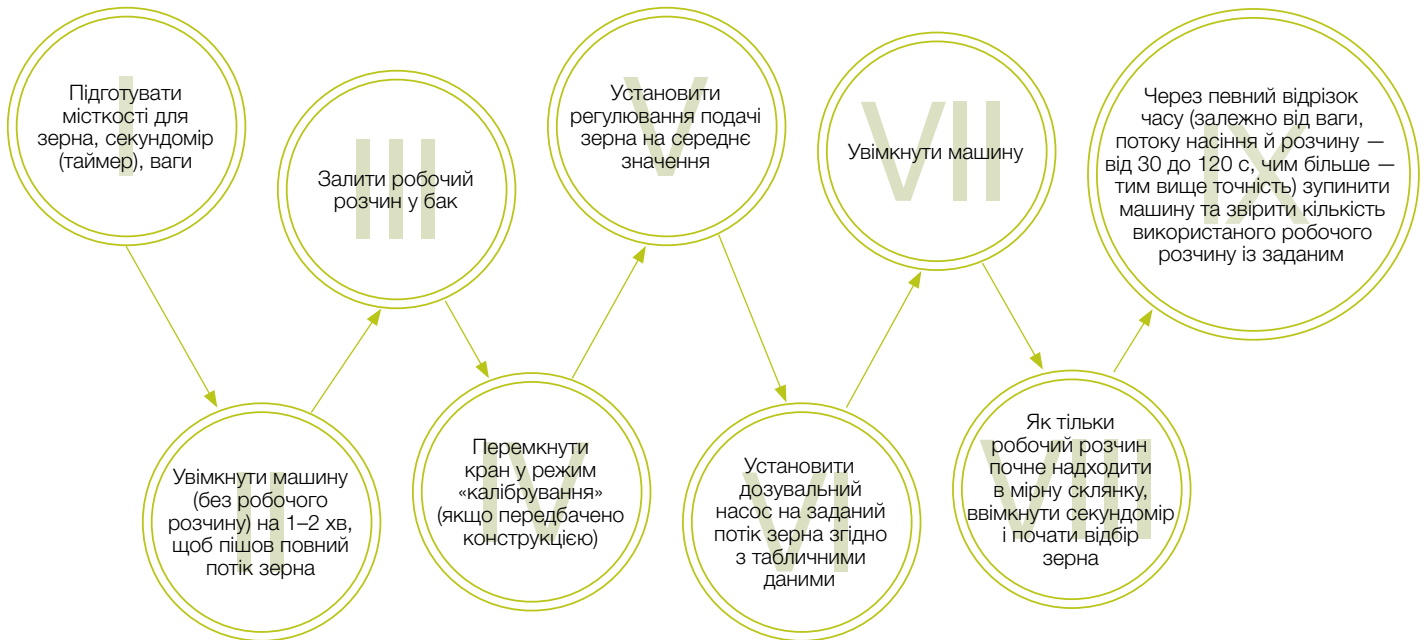 I
Підготувати
місткості для
зерна, секундомір
(таймер), ваги
II
Увімкнути машину
(без робочого
розчину) на 1–2 хв,
щоб пішов повний
потік зерна
III
Залити робочий
розчин у бак
IV
Перемкнути
кран у режим
«калібрування»
(якщо передбачено
конструкцією)
V
Установити
регулювання подачі
зерна на середнє
значення
VI
Установити
дозувальний
насос на заданий
потік зерна згідно
з табличними
даними
VII
Увімкнути машину
VIII
Як тільки
робочий розчин
почне надходити
в мірну склянку,
ввімкнути секундомір
і почати відбір
зерна
IX
Через певний відрізок
часу (залежно від ваги,
потоку насіння й розчину —
від 30 до 120 с, чим більше —
тим вище точність) зупинити
машину та звірити кількість
використаного робочого
розчину із заданим